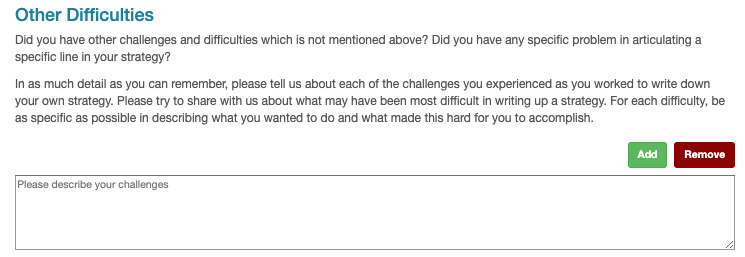 Other Difficulties
Did you have other challenges and difficulties which is not mentioned above? Did you have any specific problem in articulating a
specific line in your strategy?
In as much detail as you can remember, please tell us about each of the challenges you experienced as you worked to write down
your own strategy. Please try to share with us about what may have been most difficult in writing up a strategy. For each difficulty, be
as specific as possible in describing what you wanted to do and what made this hard for you to accomplish.
Add Remove
Please describe your challenges